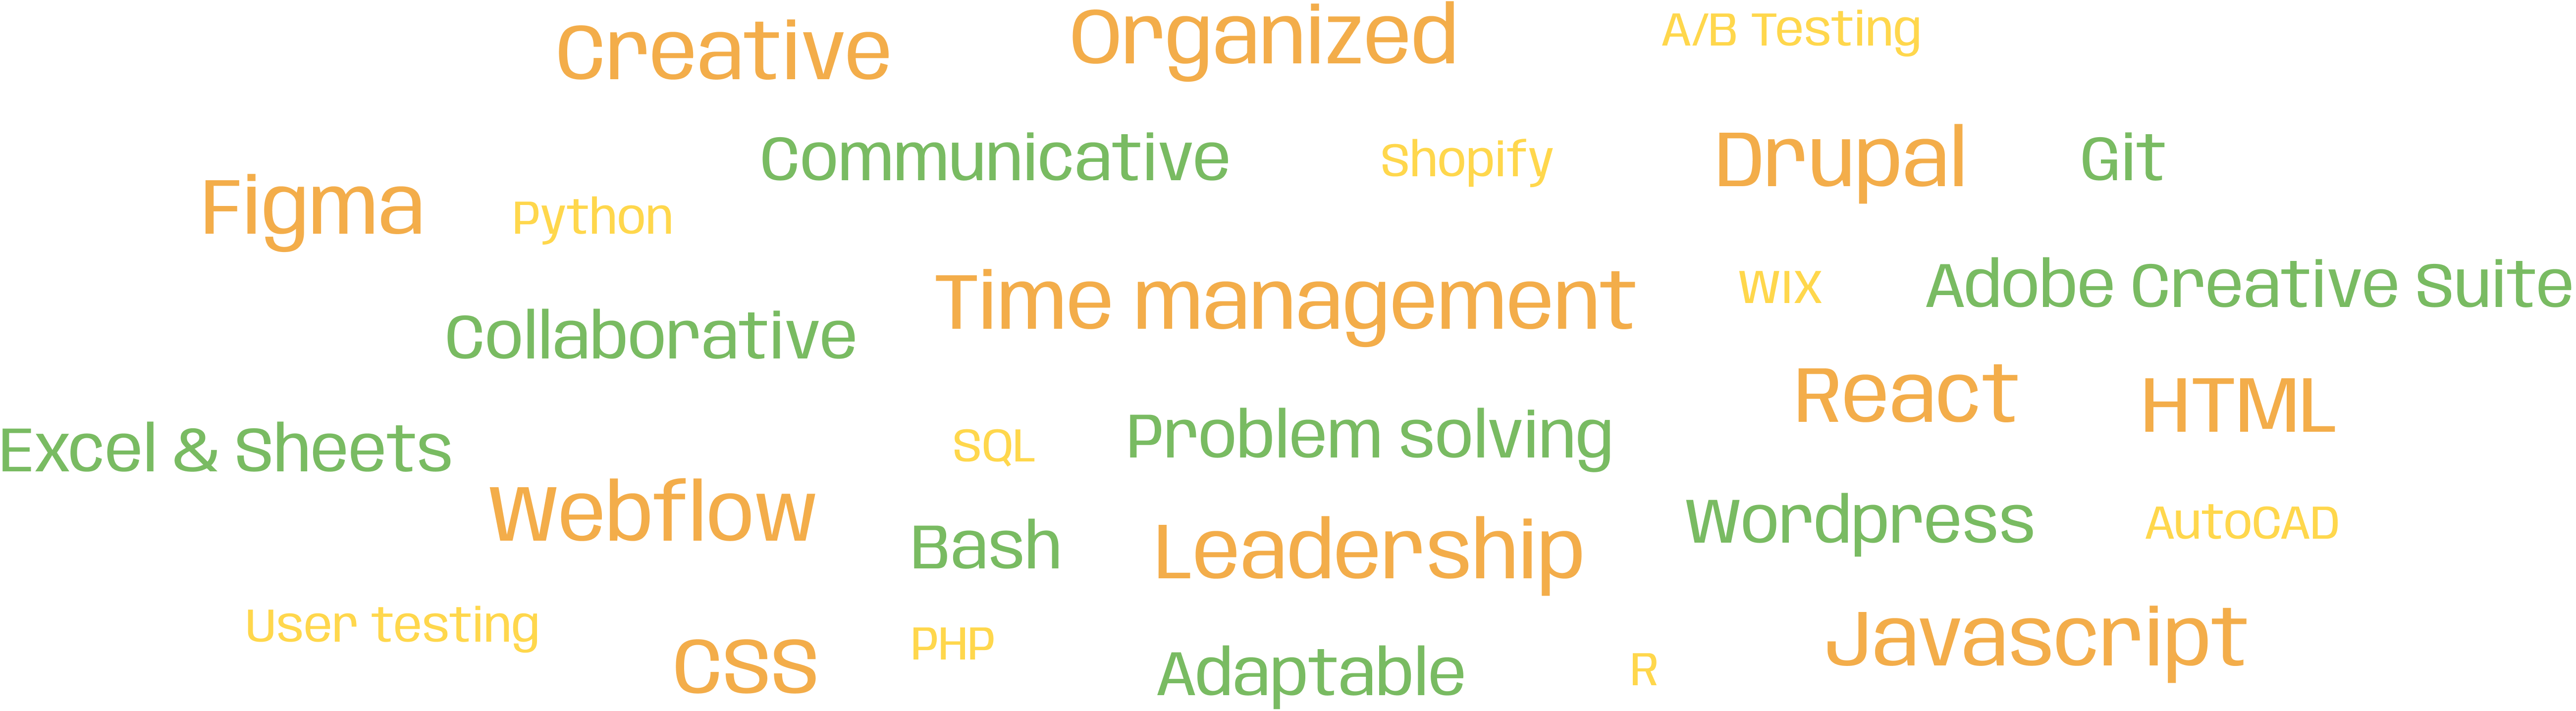 Creative
Organized
A/B Testing
Communicative
Shopify
Drupal
Git
Figma
Python
Time management
WIX
Adobe Creative Suite
Collaborative
React
HTML
Excel & Sheets
SQL
Problem solving
Webflow
Bash
Leadership
Wordpress
AutoCAD
User testing
CSS
PHP
Adaptable
R
Javascript